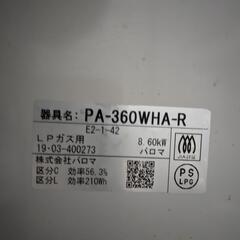 器具名: PA-360WHA-R
E2-1-42
LPガス用 8.60kW
19·03-400273 パロマ
株式会社パロマ
区分C 効率56.3%
区分L 効率210Wh
JIA
PS
LPG